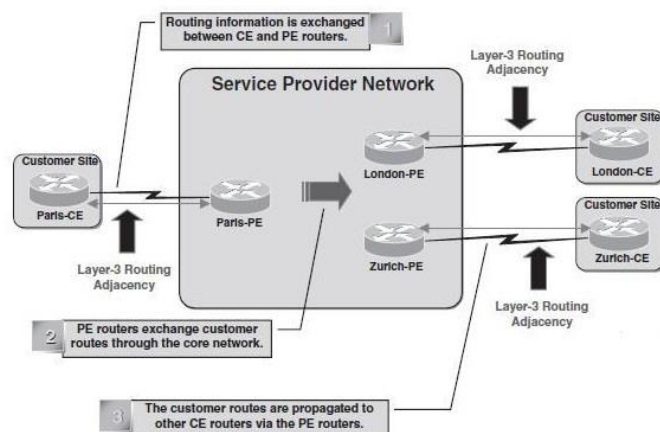 Routing information is exchanged
between CE and PE routers.
1
Layer-3 Routing
Adjacency
Service Provider Network
Customer Site
London-PE
London-CE
Customer Site
Paris-CE
Paris-PE
Customer Site
Zurich-PE
Zurich-CE
Layer-3 Routing
Adjacency
Layer-3 Routing
Adjacency
2
PE routers exchange customer
routes through the core network.
3
The customer routes are propagated to
other CE routers via the PE routers.